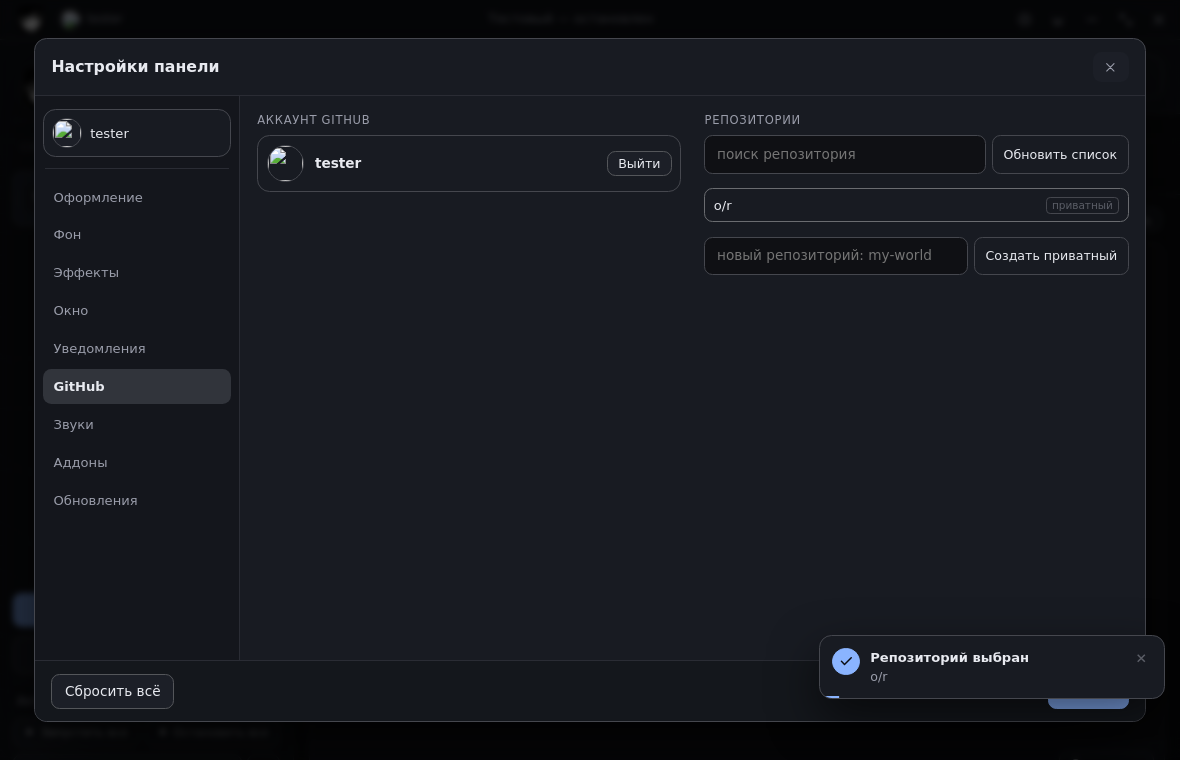 Настройки панели
tester
Оформление
Фон
Эффекты
Окно
Уведомления
GitHub
Звуки
Аддоны
Обновления
АККАУНТ GITHUB
tester
Выйти
РЕПОЗИТОРИИ
поиск репозитория
Обновить список
o/r
приватный
новый репозиторий: my-world
Создать приватный
Сбросить всё
Репозиторий выбран
o/r